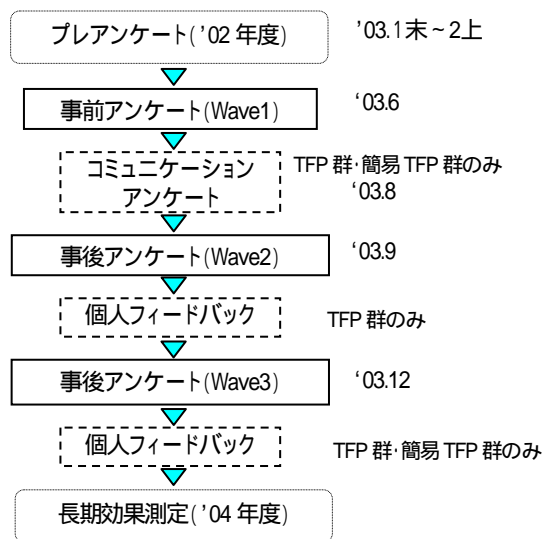 プレアンケート(’02 年度)
’03.1末~2上
事前アンケート(Wave1)
‘03.6
コミュニケーション
アンケート
TFP 群・簡易 TFP 群のみ
‘03.8
事後アンケート(Wave2)
‘03.9
個人フィードバック
TFP 群のみ
事後アンケート(Wave3)
‘03.12
個人フィードバック
TFP 群・簡易 TFP 群のみ
長期効果測定(’04 年度)